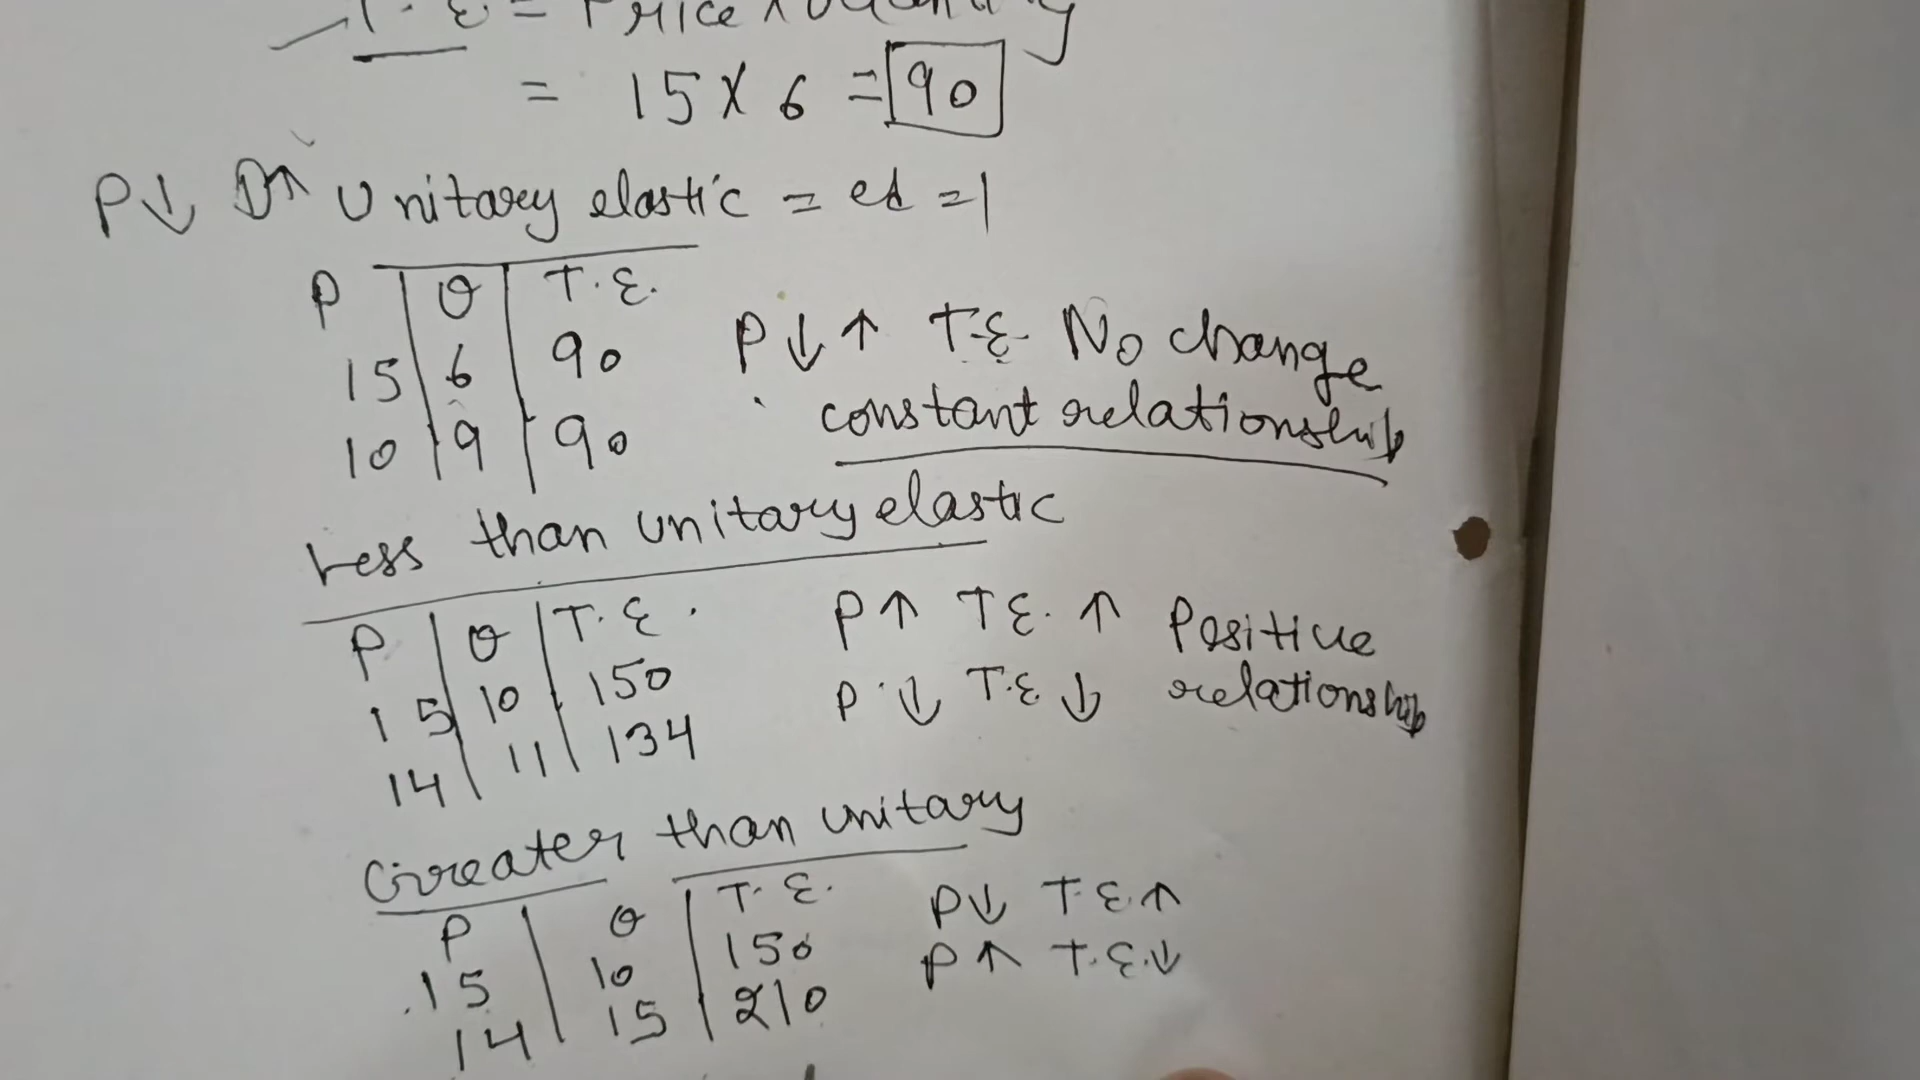 T.E. = Price X Quantity
= 15 X 6 = 90
P↓ D↑ Unitary elastic = ed = 1
P Q T.E.
15 6 90
10 9 90
P↓↑ T.E. No change
constant relationship
Less than unitary elastic
P Q T.E.
15 10 150
14 11 134
P↑ T.E.↑ Positive
P↓ T.E↓ relationship
Greater than unitary
P Q T.E.
15 10 150
14 15 210
P↓ T.E.↑
P↑ T.E.↓